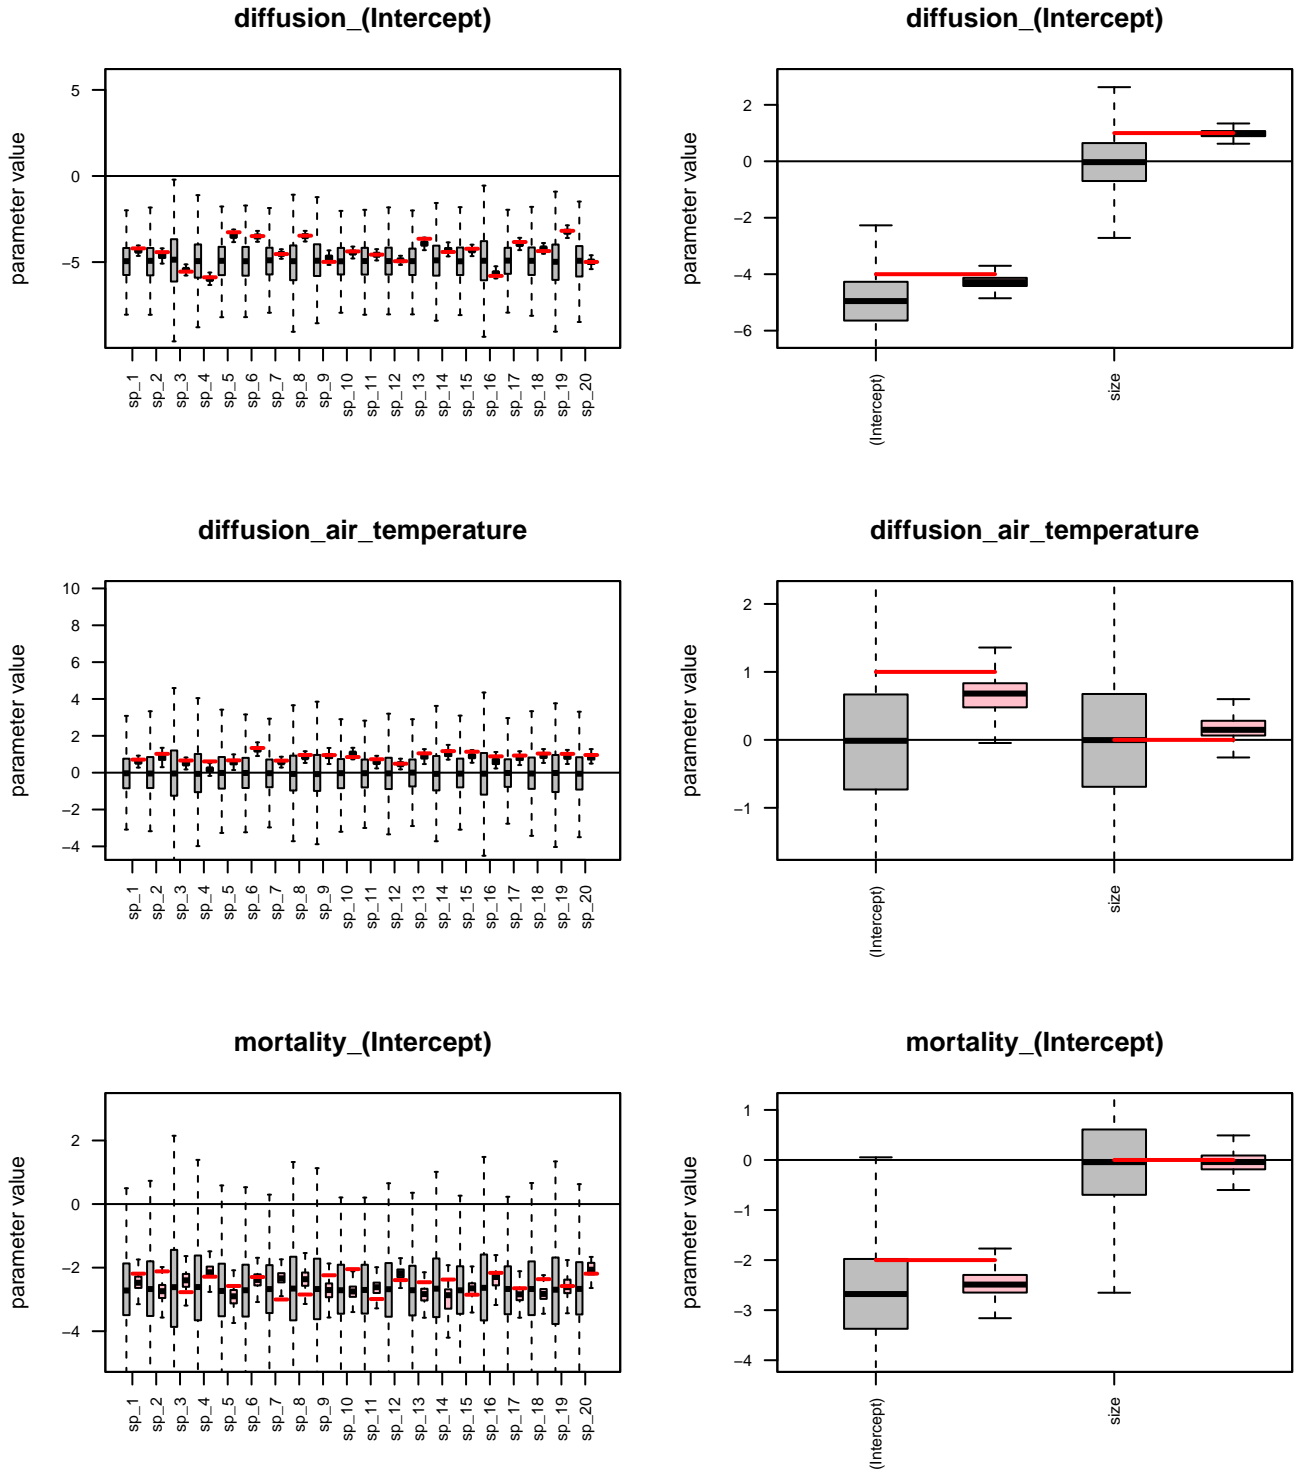 diffusion_(Intercept)
parameter value
5
0
−5
sp_1
sp_2
sp_3
sp_4
sp_5
sp_6
sp_7
sp_8
sp_9
sp_10
sp_11
sp_12
sp_13
sp_14
sp_15
sp_16
sp_17
sp_18
sp_19
sp_20
diffusion_(Intercept)
parameter value
2
0
−2
−4
−6
(Intercept)
size
diffusion_air_temperature
parameter value
10
8
6
4
2
0
−2
−4
sp_1
sp_2
sp_3
sp_4
sp_5
sp_6
sp_7
sp_8
sp_9
sp_10
sp_11
sp_12
sp_13
sp_14
sp_15
sp_16
sp_17
sp_18
sp_19
sp_20
diffusion_air_temperature
parameter value
2
1
0
−1
(Intercept)
size
mortality_(Intercept)
parameter value
2
0
−2
−4
sp_1
sp_2
sp_3
sp_4
sp_5
sp_6
sp_7
sp_8
sp_9
sp_10
sp_11
sp_12
sp_13
sp_14
sp_15
sp_16
sp_17
sp_18
sp_19
sp_20
mortality_(Intercept)
parameter value
1
0
−1
−2
−3
−4
(Intercept)
size